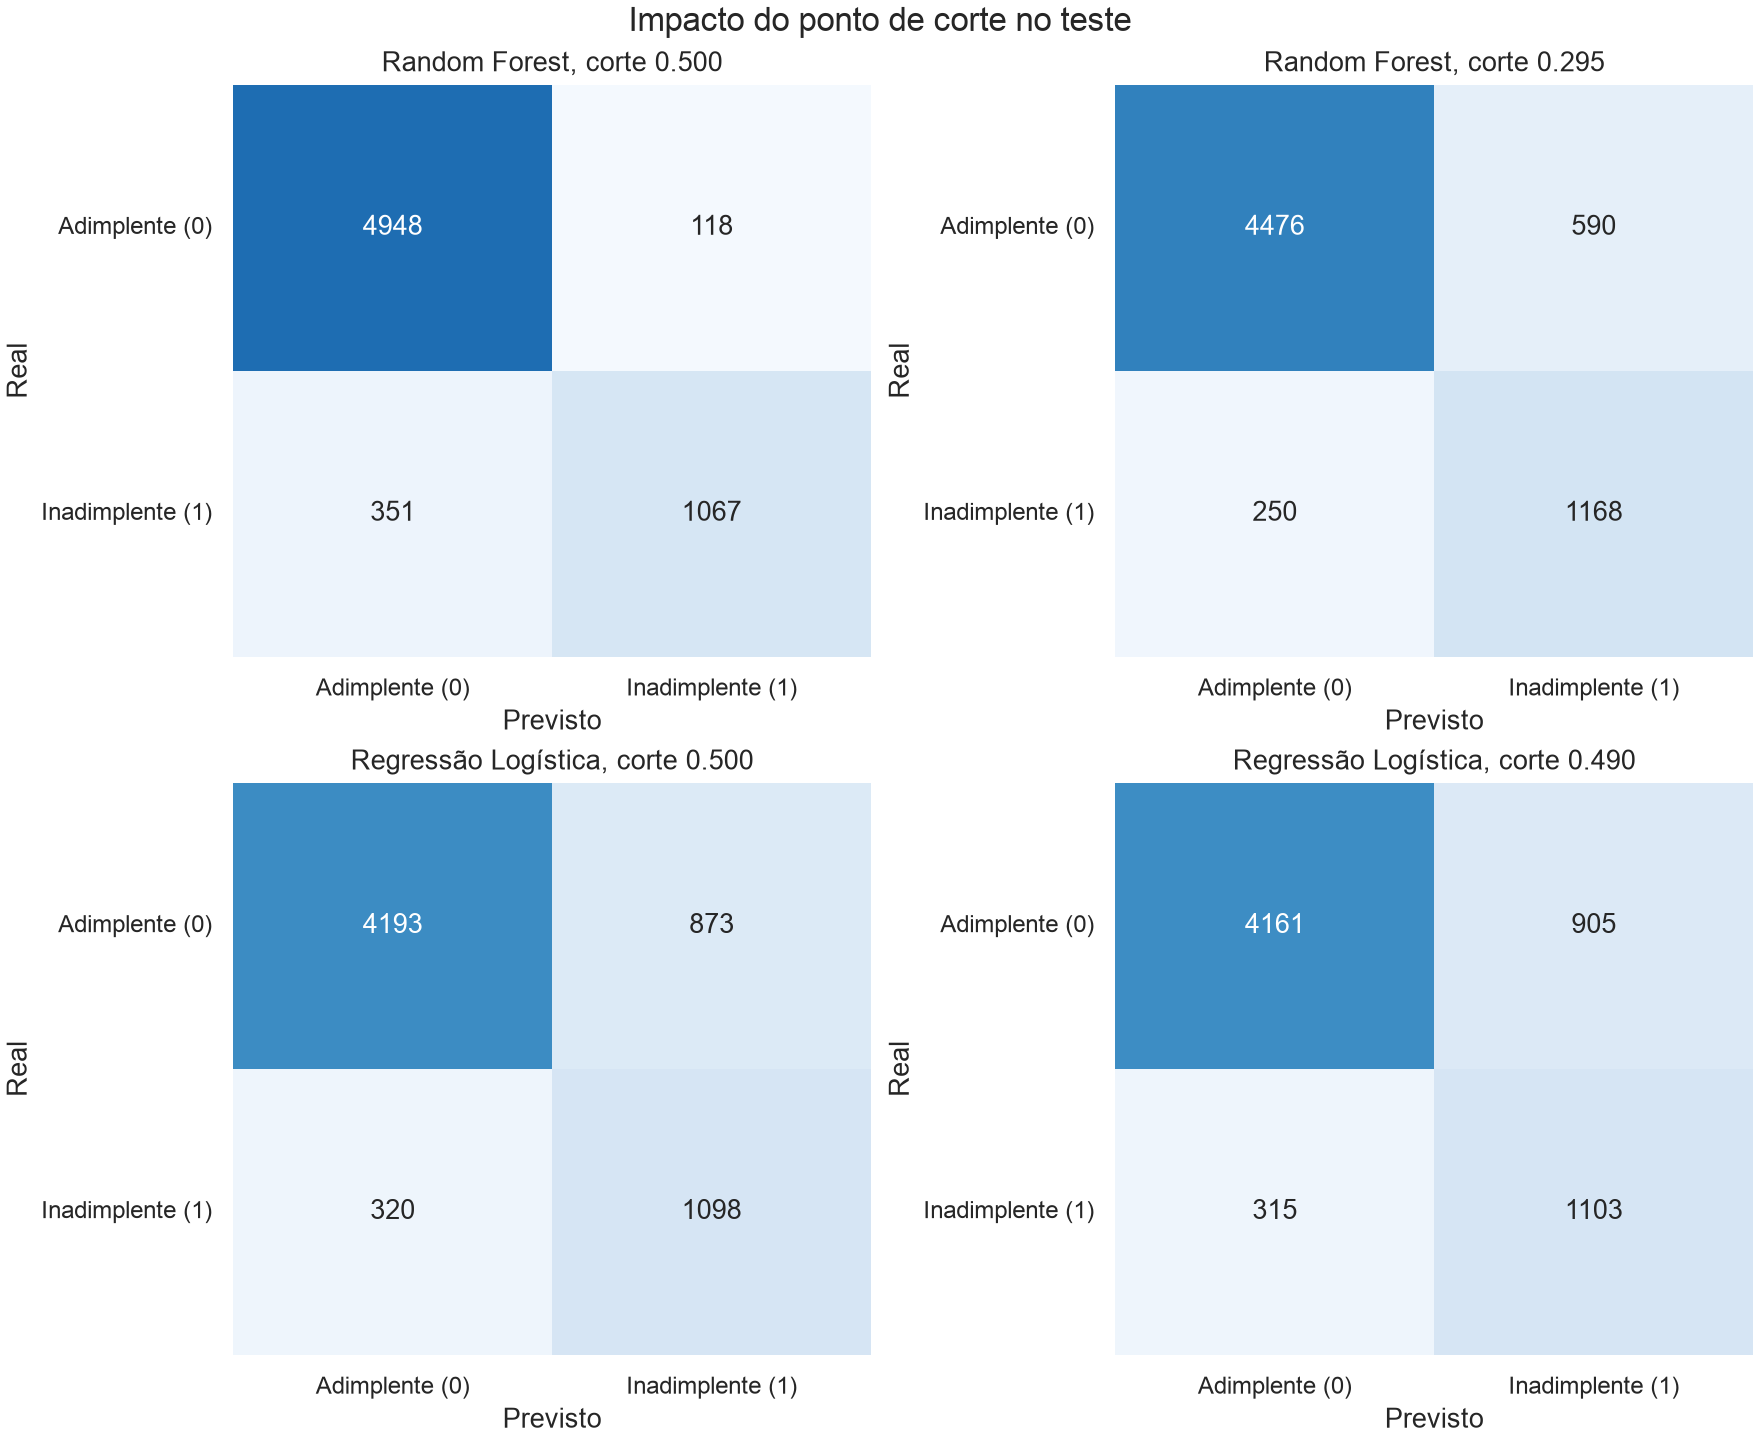 Impacto do ponto de corte no teste
Random Forest, corte 0.500
Real
Adimplente (0)
4948
118
Inadimplente (1)
351
1067
Adimplente (0)
Inadimplente (1)
Previsto
Random Forest, corte 0.295
Real
Adimplente (0)
4476
590
Inadimplente (1)
250
1168
Adimplente (0)
Inadimplente (1)
Previsto
Regressão Logística, corte 0.500
Real
Adimplente (0)
4193
873
Inadimplente (1)
320
1098
Adimplente (0)
Inadimplente (1)
Previsto
Regressão Logística, corte 0.490
Real
Adimplente (0)
4161
905
Inadimplente (1)
315
1103
Adimplente (0)
Inadimplente (1)
Previsto